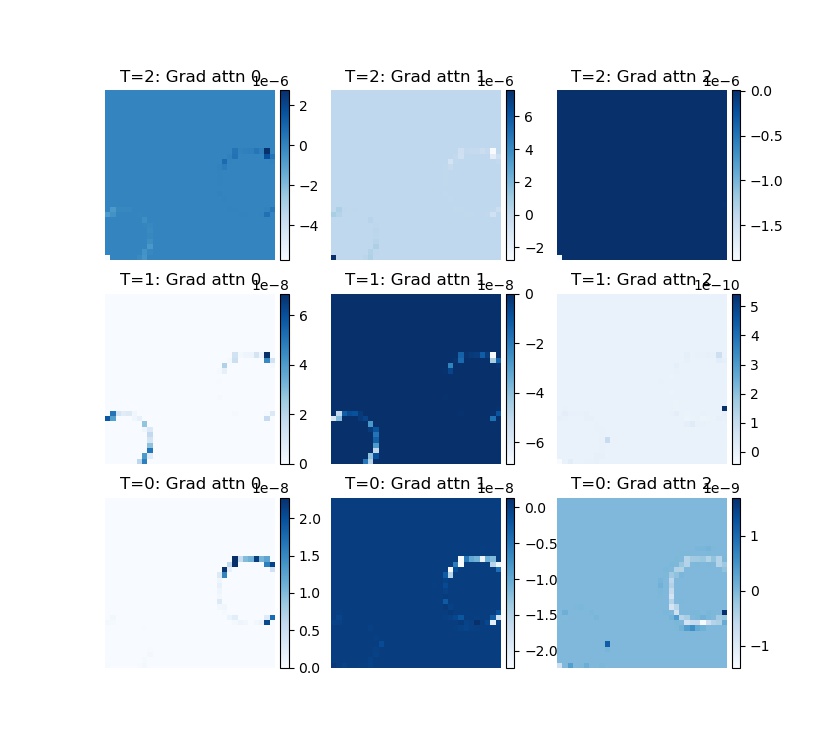 T=2: Grad attn 0
1e−6
2
0
−2
−4
T=2: Grad attn 1
1e−6
6
4
2
0
−2
T=2: Grad attn 2
1e−6
0.0
−0.5
−1.0
−1.5
T=1: Grad attn 0
1e−8
6
4
2
0
T=1: Grad attn 1
1e−8
0
−2
−4
−6
T=1: Grad attn 2
1e−10
5
4
3
2
1
0
T=0: Grad attn 0
1e−8
2.0
1.5
1.0
0.5
0.0
T=0: Grad attn 1
1e−8
0.0
−0.5
−1.0
−1.5
−2.0
T=0: Grad attn 2
1e−9
1
0
−1